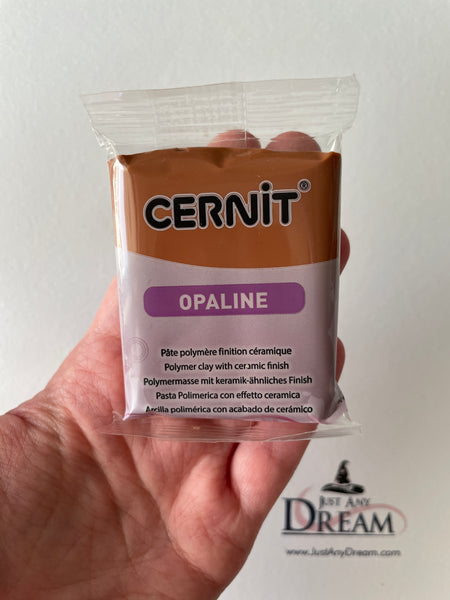 CERNiT®
OPALINE
Pâte polymère finition céramique
Polymer clay with ceramic finish
Polymermasse mit keramik-ähnliches Finish
Pasta Polimerica con effetto ceramica
Arcilla polimérica con acabado de cerámico
JUST ANY
DREAM
www.JustAnyDream.com